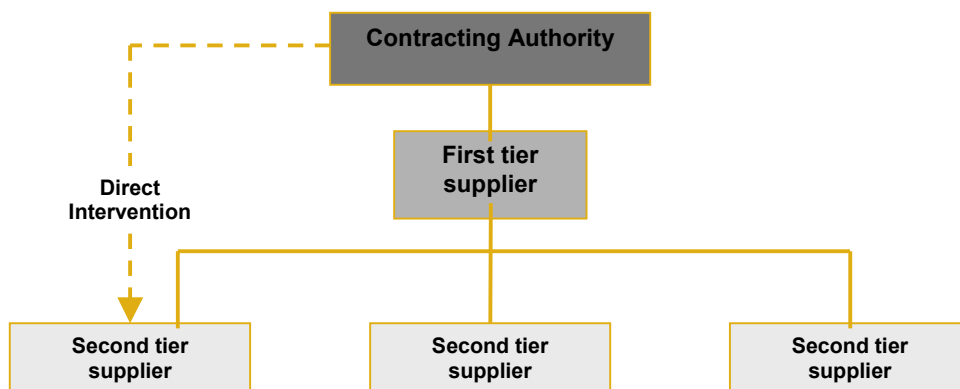 Contracting Authority
First tier
supplier
Direct
Intervention
Second tier
supplier
Second tier
supplier
Second tier
supplier